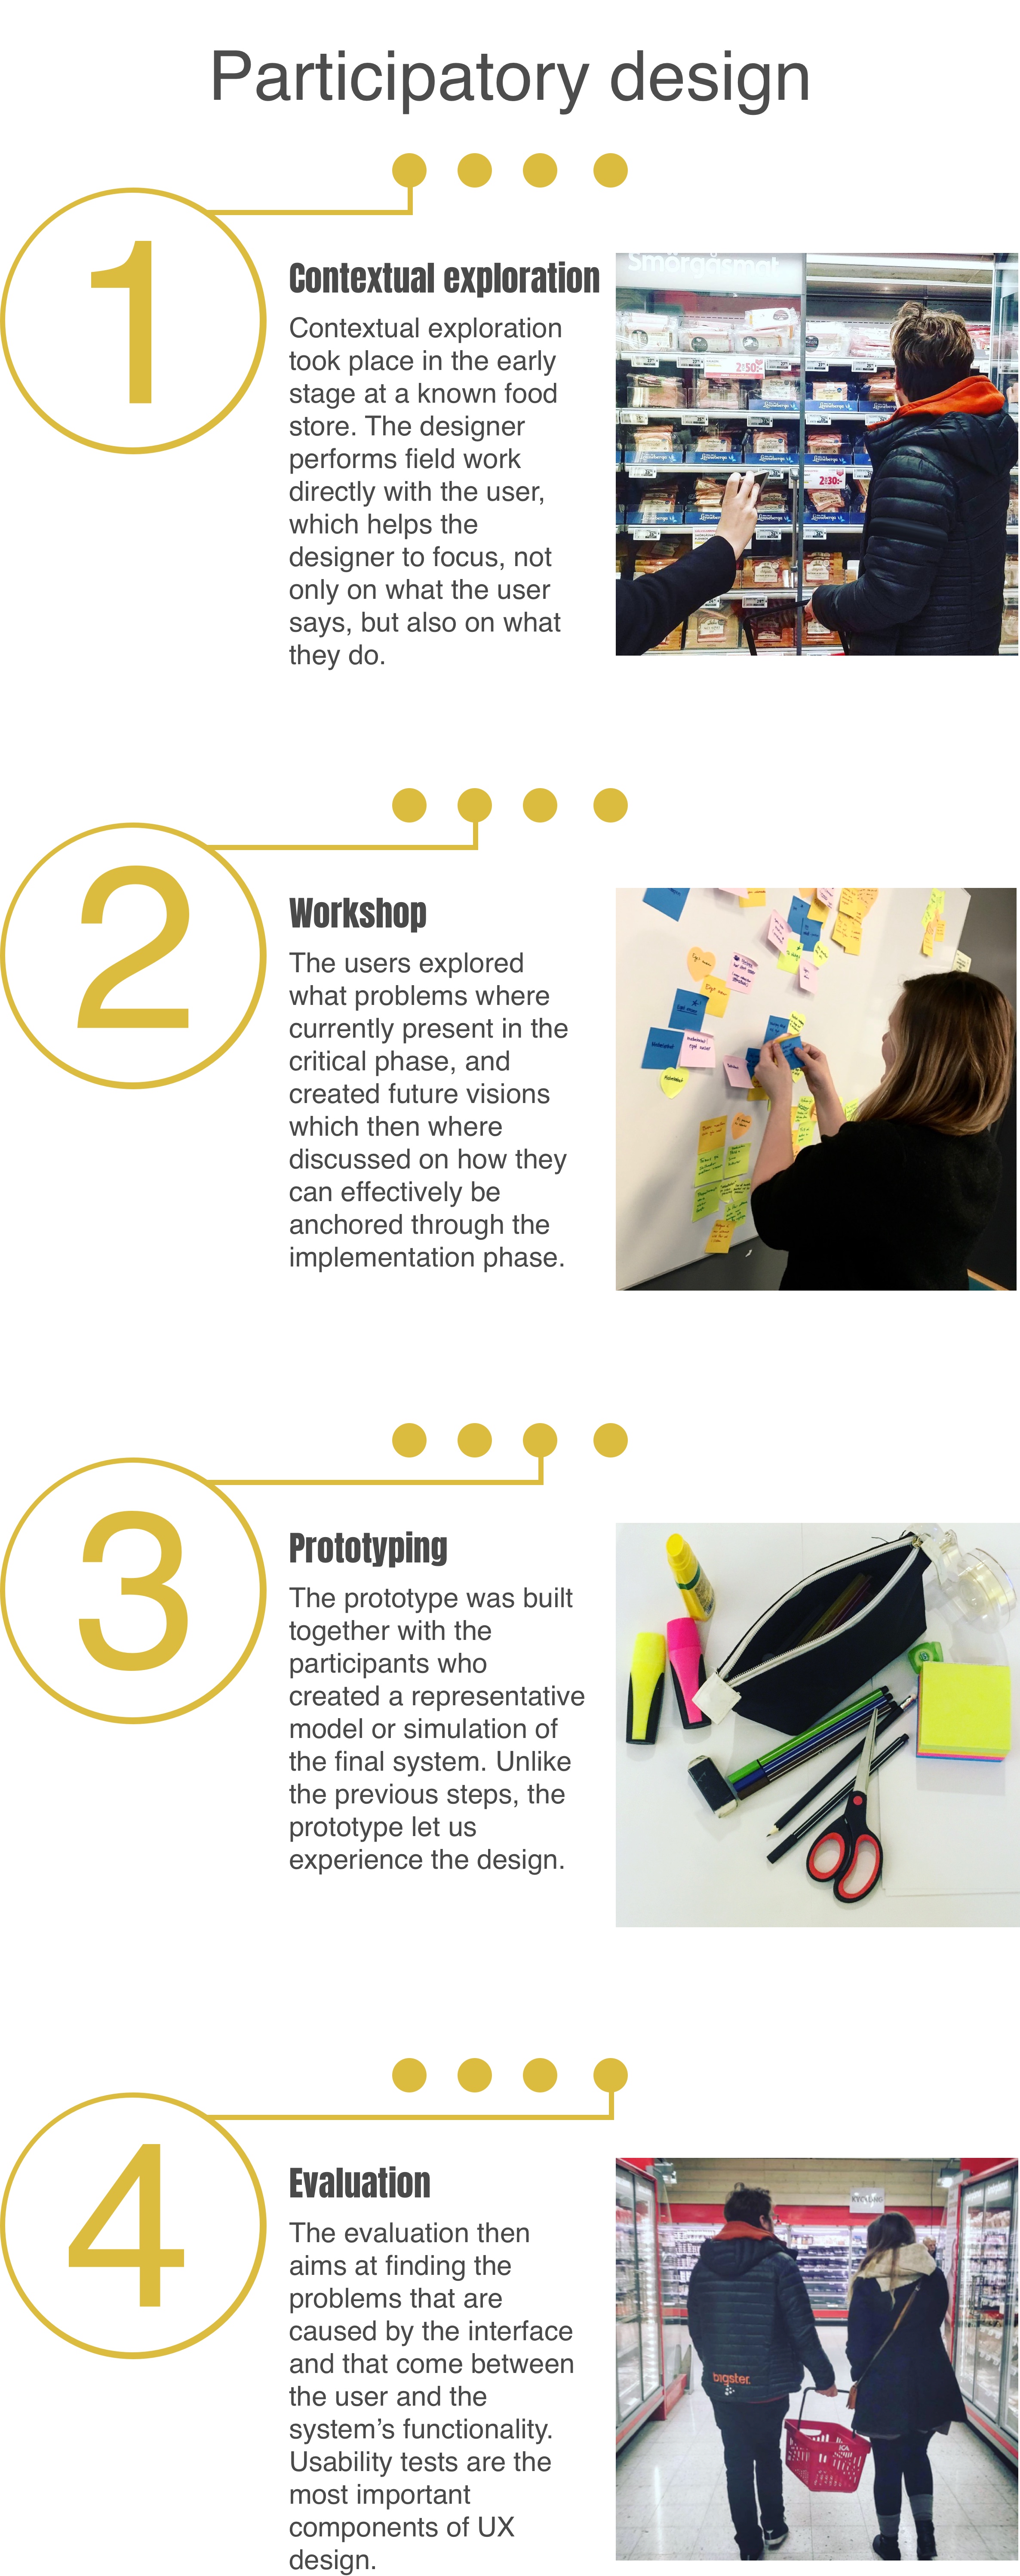 Participatory design
1
Contextual exploration
Contextual exploration
took place in the early
stage at a known food
store. The designer
performs field work
directly with the user,
which helps the
designer to focus, not
only on what the user
says, but also on what
they do.
Smörgåsmat
2 50:-
2 30:-
2
Workshop
The users explored
what problems where
currently present in the
critical phase, and
created future visions
which then where
discussed on how they
can effectively be
anchored through the
implementation phase.
3
Prototyping
The prototype was built
together with the
participants who
created a representative
model or simulation of
the final system. Unlike
the previous steps, the
prototype let us
experience the design.
4
Evaluation
The evaluation then
aims at finding the
problems that are
caused by the interface
and that come between
the user and the
system’s functionality.
Usability tests are the
most important
components of UX
design.
KYCKLING
bagster.
ICA